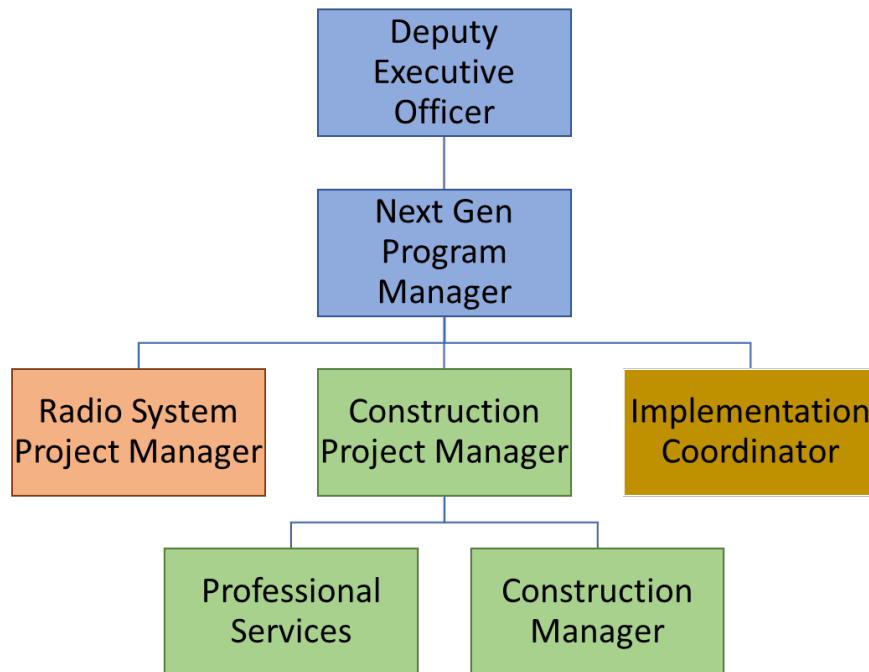 Deputy
Executive
Officer
Next Gen
Program
Manager
Radio System
Project Manager
Construction
Project Manager
Implementation
Coordinator
Professional
Services
Construction
Manager